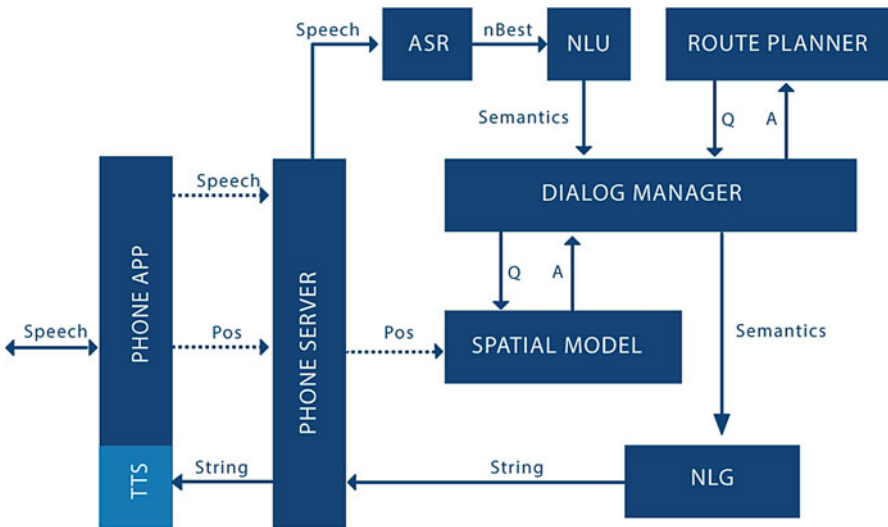 Speech
ASR
nBest
NLU
ROUTE PLANNER
Semantics
Q
A
Speech
DIALOG MANAGER
PHONE APP
PHONE SERVER
Q
A
Speech
Pos
Pos
SPATIAL MODEL
Semantics
TTS
String
String
NLG